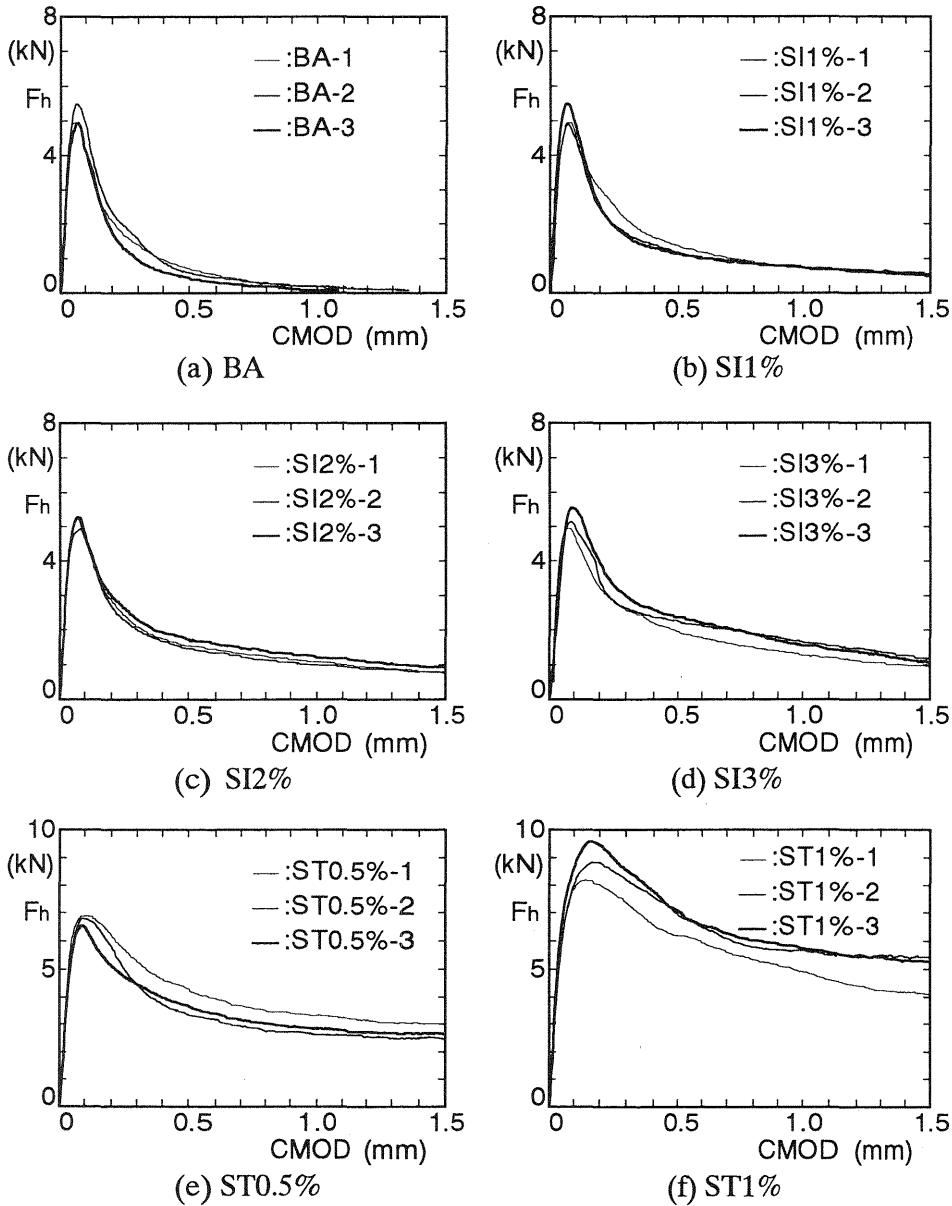 8
(kN)
Fh
4
0
0 0.5 1.0 1.5
CMOD (mm)
:BA-1
:BA-2
:BA-3
(a) BA
8
(kN)
Fh
4
0
0 0.5 1.0 1.5
CMOD (mm)
:SI1%-1
:SI1%-2
:SI1%-3
(b) SI1%
8
(kN)
Fh
4
0
0 0.5 1.0 1.5
CMOD (mm)
:SI2%-1
:SI2%-2
:SI2%-3
(c) SI2%
8
(kN)
Fh
4
0
0 0.5 1.0 1.5
CMOD (mm)
:SI3%-1
:SI3%-2
:SI3%-3
(d) SI3%
10
(kN)
Fh
5
0
0 0.5 1.0 1.5
CMOD (mm)
:ST0.5%-1
:ST0.5%-2
:ST0.5%-3
(e) ST0.5%
10
(kN)
Fh
5
0
0 0.5 1.0 1.5
CMOD (mm)
:ST1%-1
:ST1%-2
:ST1%-3
(f) ST1%